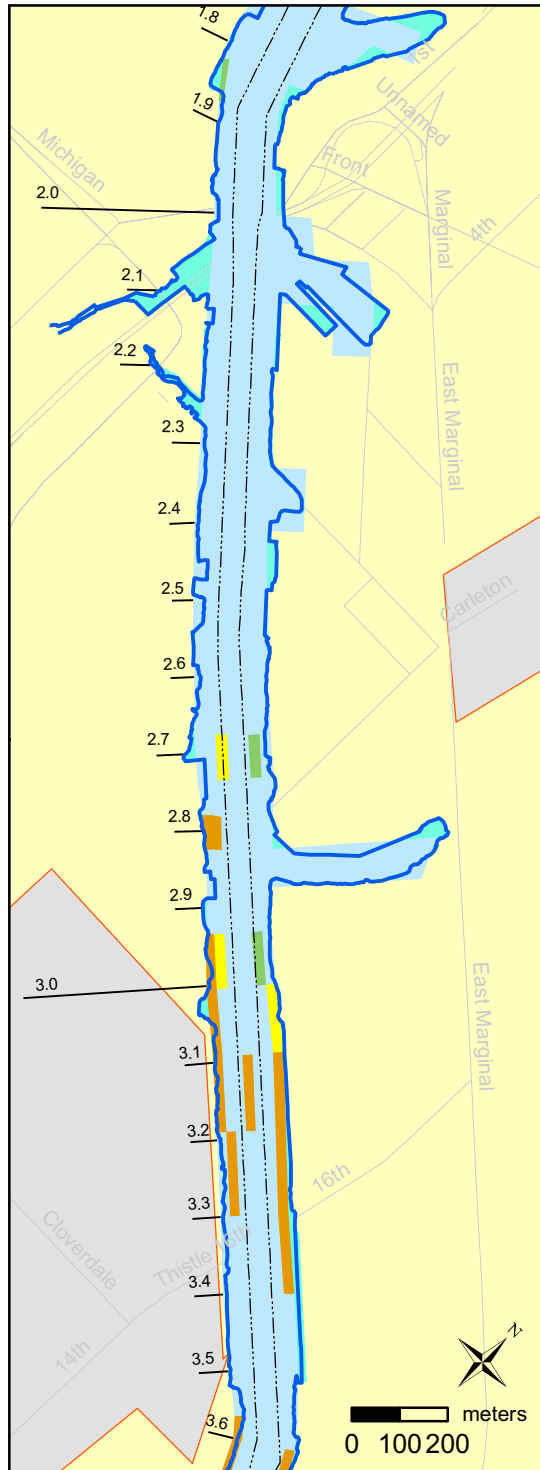 1.8
1st
1.9
Unnamed
Michigan
Front
2.0
Marginal
4th
2.1
2.2
East Marginal
2.3
2.4
2.5
Carleton
2.6
2.7
2.8
2.9
3.0
East Marginal
3.1
3.2
16th
3.3
Cloverdale
Thistle 16th
3.4
14th
3.5
3.6
N
meters
0 100 200